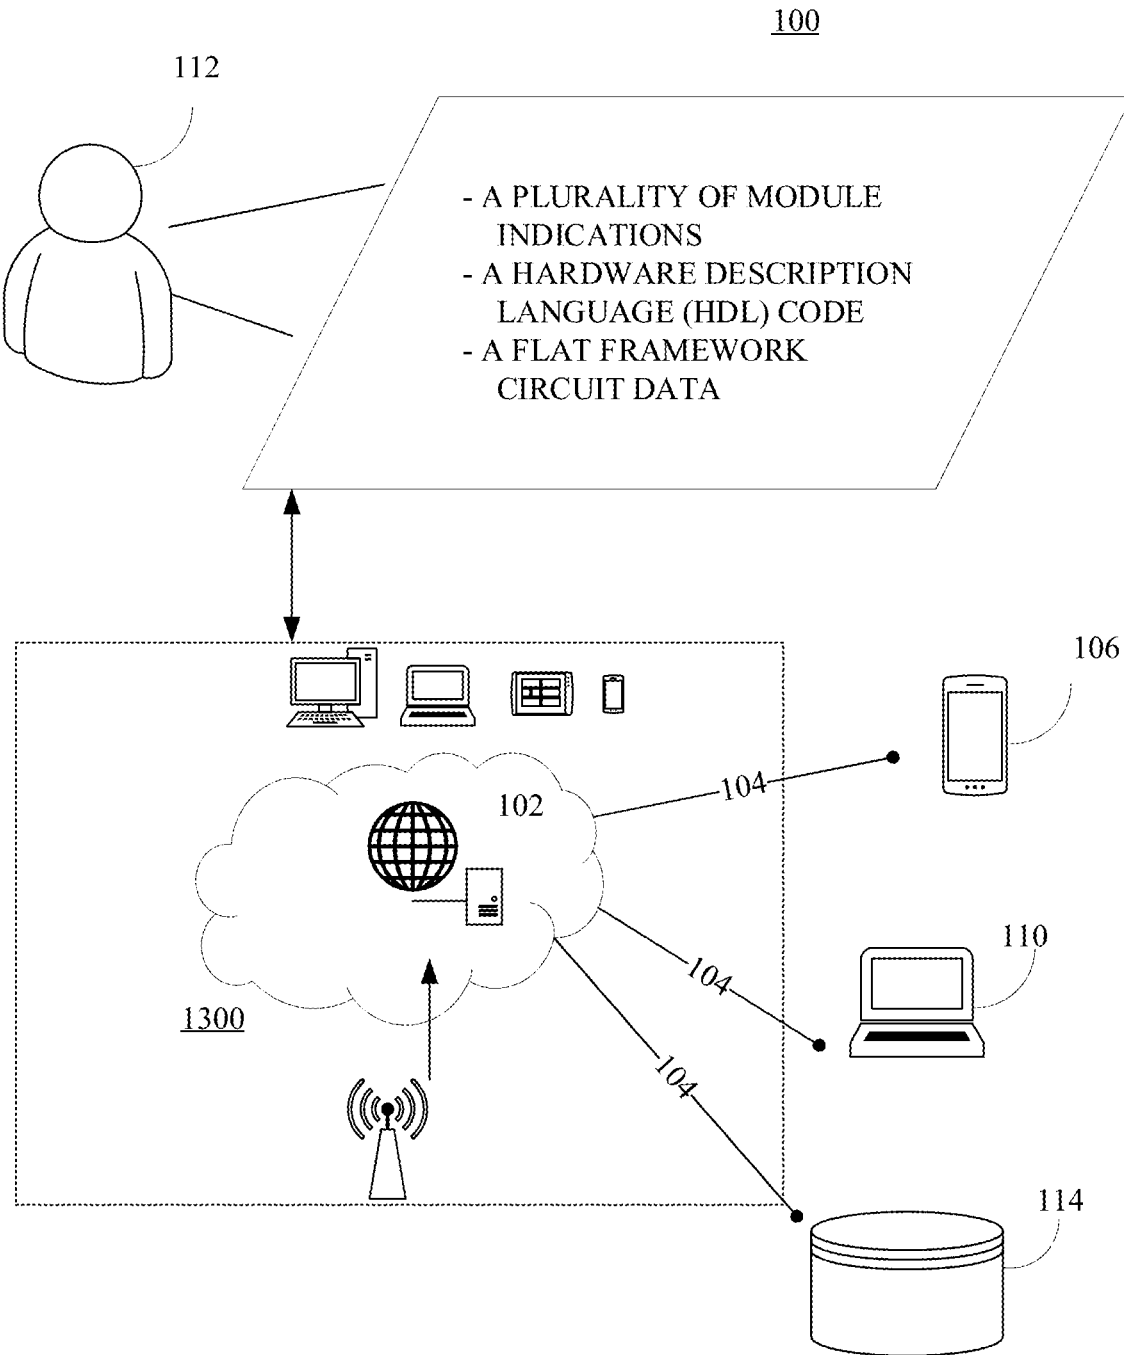 100
112
- A PLURALITY OF MODULE
INDICATIONS
- A HARDWARE DESCRIPTION
LANGUAGE (HDL) CODE
- A FLAT FRAMEWORK
CIRCUIT DATA
106
104
102
110
104
1300
104
114